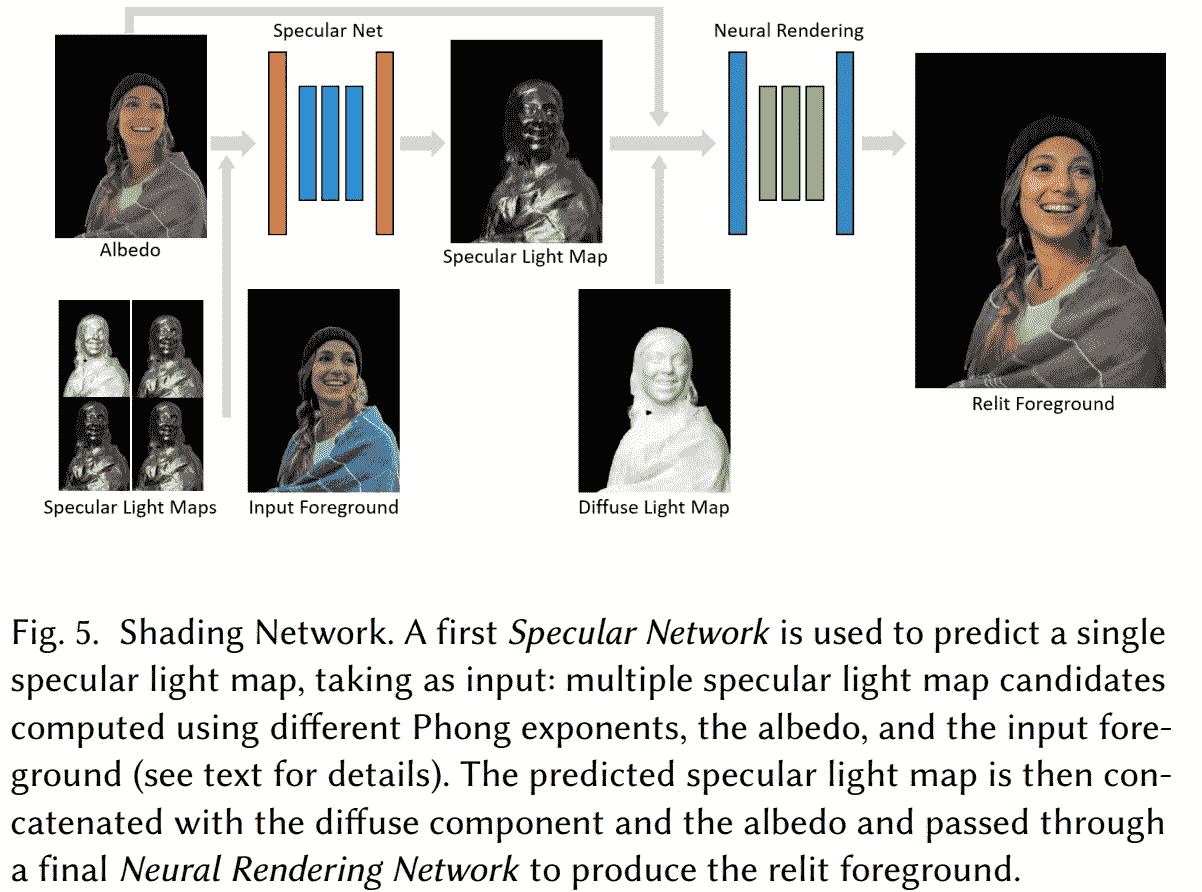 Specular Net
Neural Rendering
Albedo
Specular Light Map
Relit Foreground
Specular Light Maps
Input Foreground
Diffuse Light Map
Fig. 5. Shading Network. A first Specular Network is used to predict a single
specular light map, taking as input: multiple specular light map candidates
computed using different Phong exponents, the albedo, and the input fore-
ground (see text for details). The predicted specular light map is then con-
catenated with the diffuse component and the albedo and passed through
a final Neural Rendering Network to produce the relit foreground.